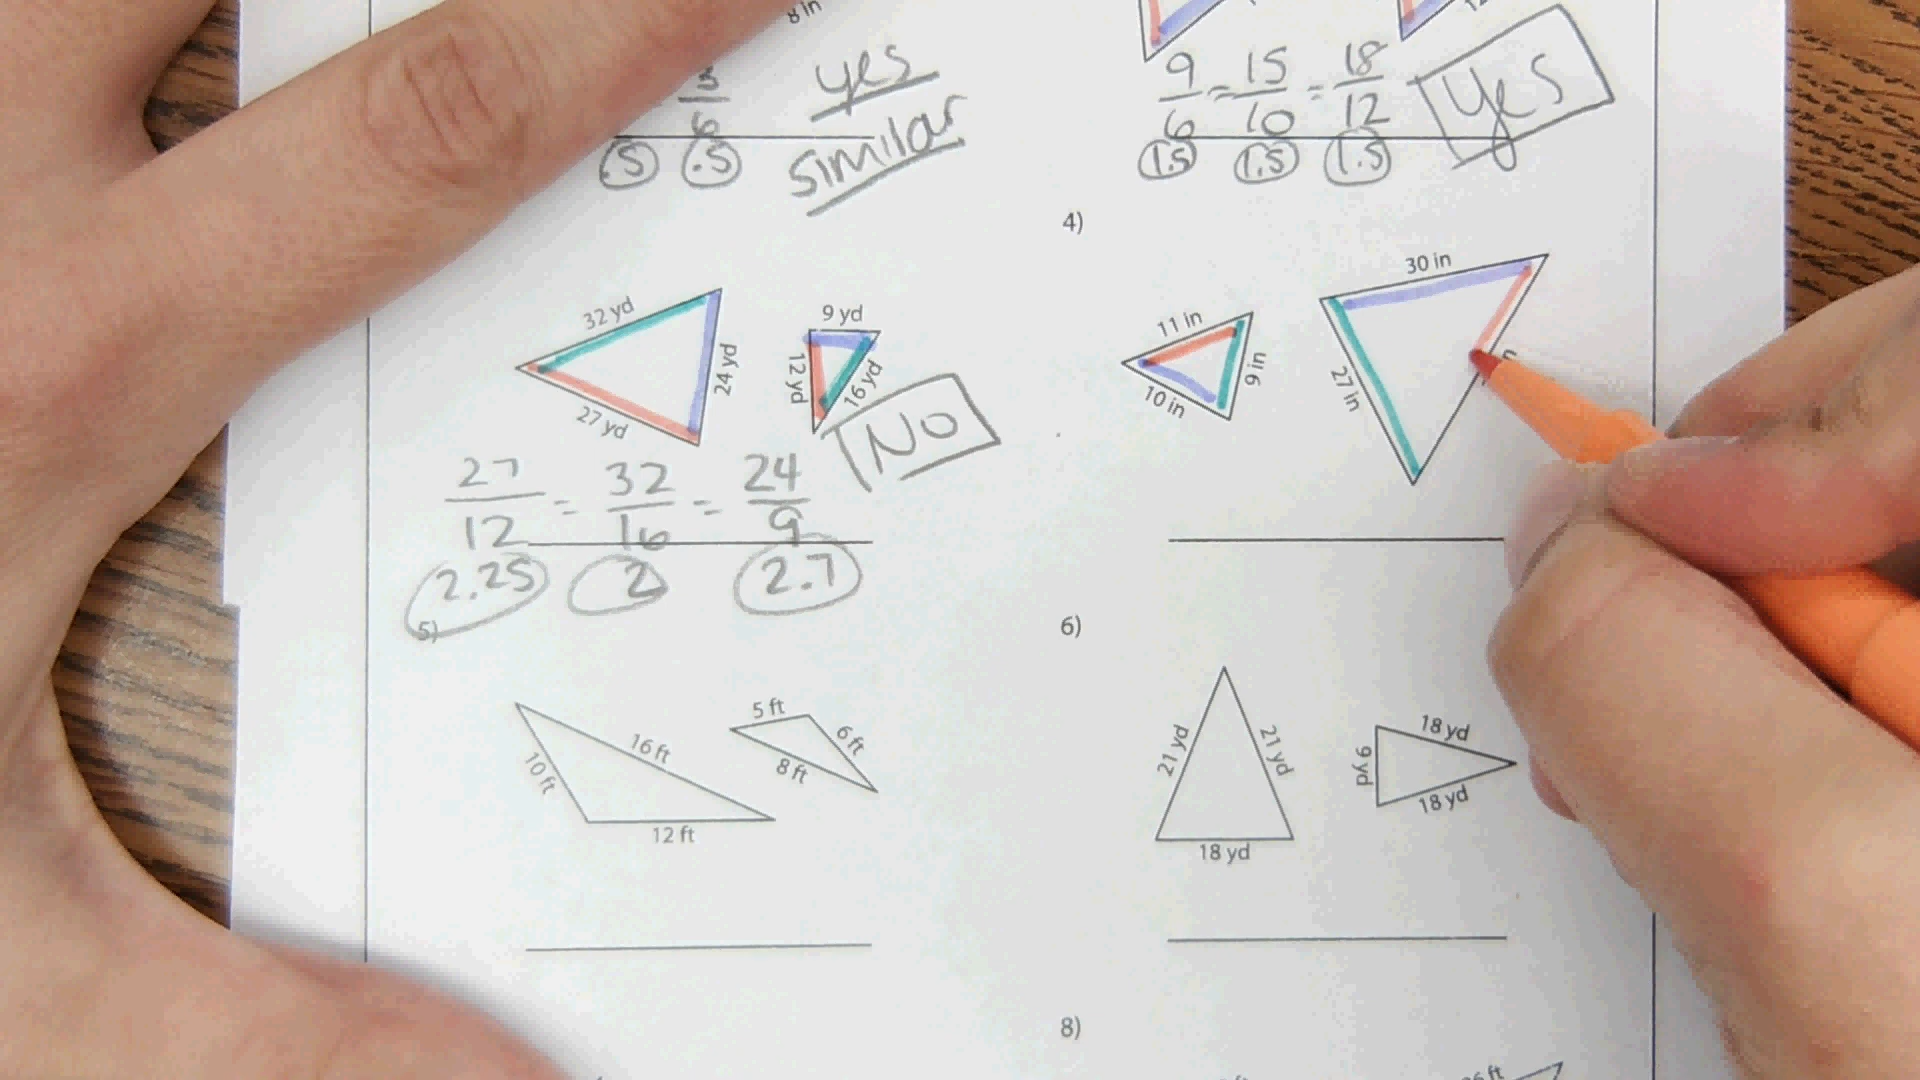 8 in
3
6
.5 .5
yes
similar
12
9/6 = 15/10 = 18/12
1.5 1.5 1.5
Yes
32 yd
24 yd
27 yd
9 yd
12 yd
16 yd
No
27/12 = 32/16 = 24/9
2.25 2 2.7
4)
11 in
9 in
10 in
30 in
27 in
5)
10 ft
16 ft
12 ft
5 ft
6 ft
8 ft
6)
21 yd
21 yd
18 yd
18 yd
9 yd
18 yd
8)